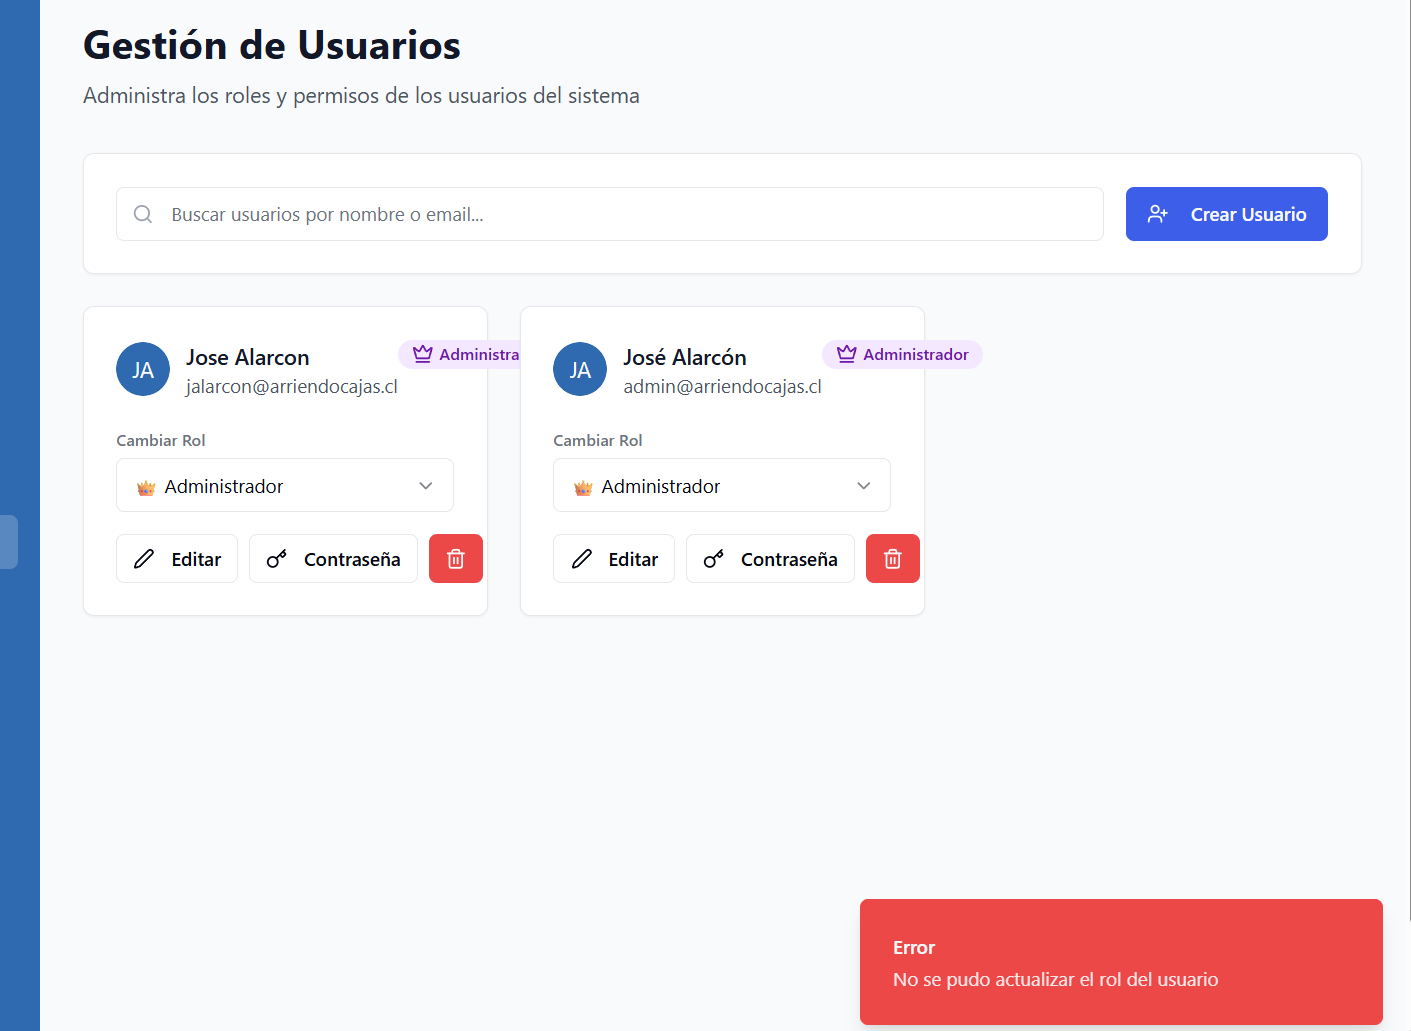 Gestión de Usuarios
Administra los roles y permisos de los usuarios del sistema
Buscar usuarios por nombre o email...
Crear Usuario
JA
Jose Alarcon
Administra
jalarcon@arriendocajas.cl
Cambiar Rol
Administrador
Editar
Contraseña
JA
José Alarcón
Administrador
admin@arriendocajas.cl
Cambiar Rol
Administrador
Editar
Contraseña
Error
No se pudo actualizar el rol del usuario